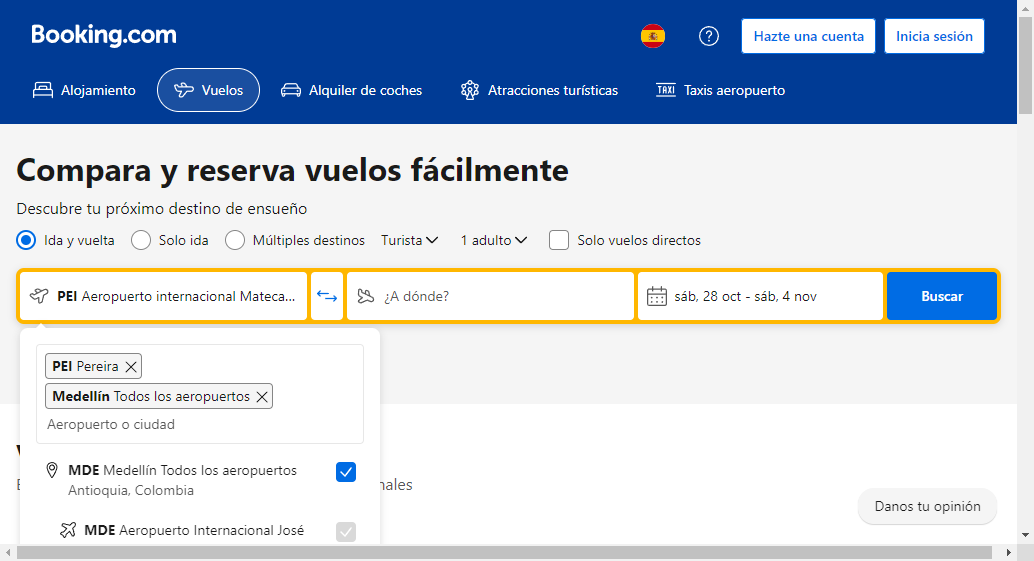 Booking.com
Hazte una cuenta
Inicia sesión
Alojamiento
Vuelos
Alquiler de coches
Atracciones turísticas
TAXI Taxis aeropuerto
Compara y reserva vuelos fácilmente
Descubre tu próximo destino de ensueño
Ida y vuelta
Solo ida
Múltiples destinos
Turista
1 adulto
Solo vuelos directos
PEI Aeropuerto internacional Mateca...
¿A dónde?
sáb, 28 oct - sáb, 4 nov
Buscar
PEI Pereira
Medellín Todos los aeropuertos
Aeropuerto o ciudad
MDE Medellín Todos los aeropuertos
Antioquia, Colombia
MDE Aeropuerto Internacional José
Danos tu opinión